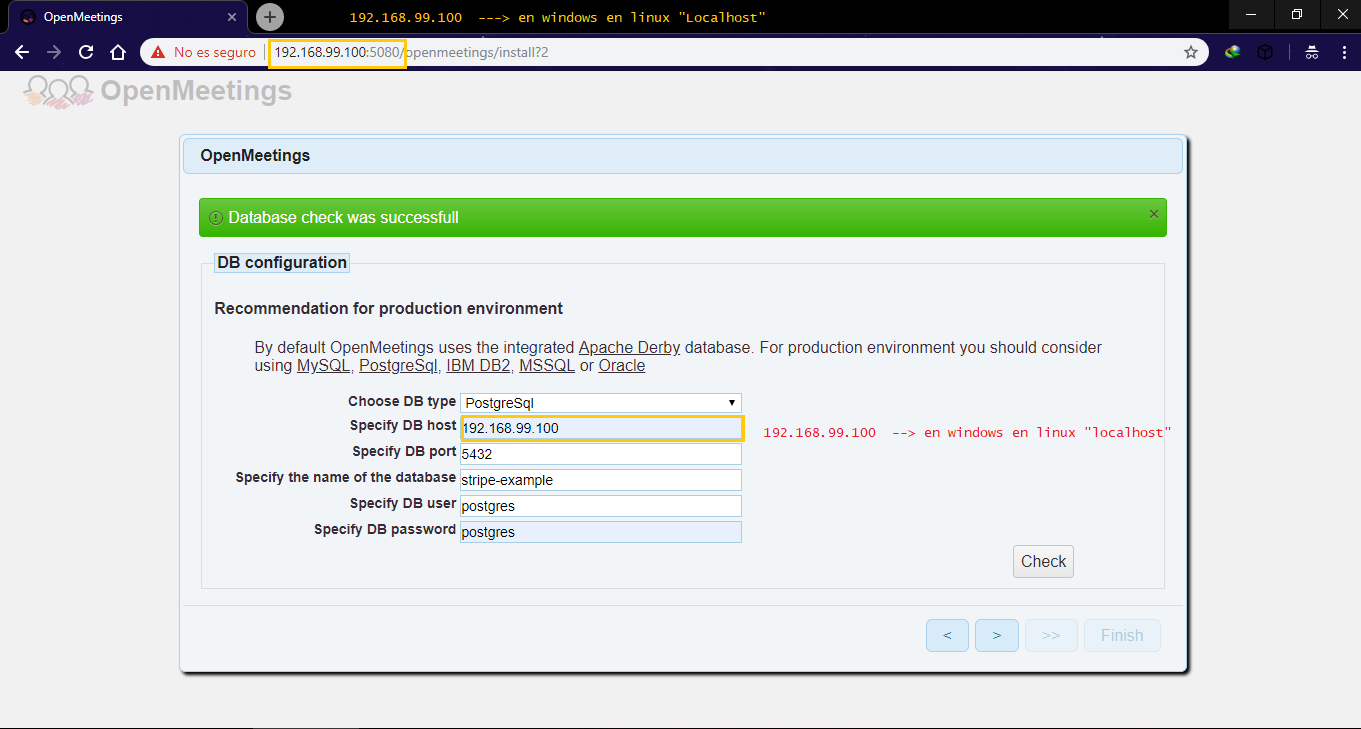 OpenMeetings
192.168.99.100 ---> en windows en linux "Localhost"
No es seguro 192.168.99.100:5080/openmeetings/install?2
OpenMeetings
OpenMeetings
Database check was successfull
DB configuration
Recommendation for production environment
By default OpenMeetings uses the integrated Apache Derby database. For production environment you should consider
using MySQL, PostgreSql, IBM DB2, MSSQL or Oracle
Choose DB type PostgreSql
Specify DB host 192.168.99.100 192.168.99.100 --> en windows en linux "localhost"
Specify DB port 5432
Specify the name of the database stripe-example
Specify DB user postgres
Specify DB password postgres
Check
< > >> Finish